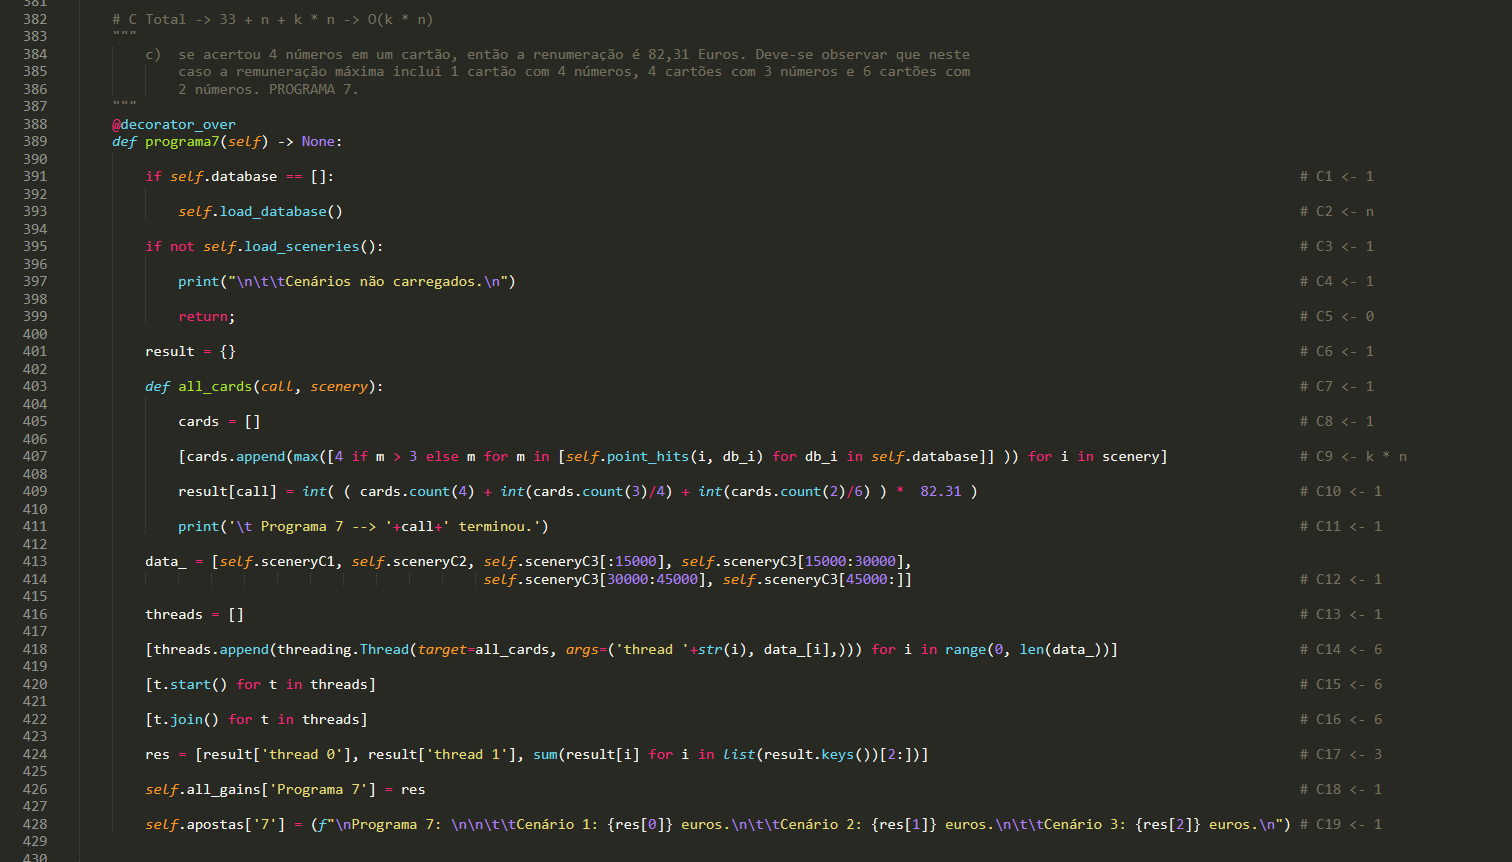 381
382 # C Total -> 33 + n + k * n -> O(k * n)
383 """
384 c) se acertou 4 números em um cartão, então a renumeração é 82,31 Euros. Deve-se observar que neste
385 caso a remuneração máxima inclui 1 cartão com 4 números, 4 cartões com 3 números e 6 cartões com
386 2 números. PROGRAMA 7.
387 """
388 @decorator_over
389 def programa7(self) -> None:
390
391 if self.database == []: # C1 <- 1
392
393 self.load_database() # C2 <- n
394
395 if not self.load_sceneries(): # C3 <- 1
396
397 print("\n\t\tCenários não carregados.\n") # C4 <- 1
398
399 return; # C5 <- 0
400
401 result = {} # C6 <- 1
402
403 def all_cards(call, scenery): # C7 <- 1
404
405 cards = [] # C8 <- 1
406
407 [cards.append(max([4 if m > 3 else m for m in [self.point_hits(i, db_i) for db_i in self.database]] )) for i in scenery] # C9 <- k * n
408
409 result[call] = int( ( cards.count(4) + int(cards.count(3)/4) + int(cards.count(2)/6) ) *  82.31 ) # C10 <- 1
410
411 print('\t Programa 7 --> '+call+' terminou.') # C11 <- 1
412
413 data_ = [self.sceneryC1, self.sceneryC2, self.sceneryC3[:15000], self.sceneryC3[15000:30000],
414 self.sceneryC3[30000:45000], self.sceneryC3[45000:]] # C12 <- 1
415
416 threads = [] # C13 <- 1
417
418 [threads.append(threading.Thread(target=all_cards, args=('thread '+str(i), data_[i],))) for i in range(0, len(data_))] # C14 <- 6
419
420 [t.start() for t in threads] # C15 <- 6
421
422 [t.join() for t in threads] # C16 <- 6
423
424 res = [result['thread 0'], result['thread 1'], sum(result[i] for i in list(result.keys())[2:])] # C17 <- 3
425
426 self.all_gains['Programa 7'] = res # C18 <- 1
427
428 self.apostas['7'] = (f"\nPrograma 7: \n\n\t\tCenário 1: {res[0]} euros.\n\t\tCenário 2: {res[1]} euros.\n\t\tCenário 3: {res[2]} euros.\n") # C19 <- 1
429
430